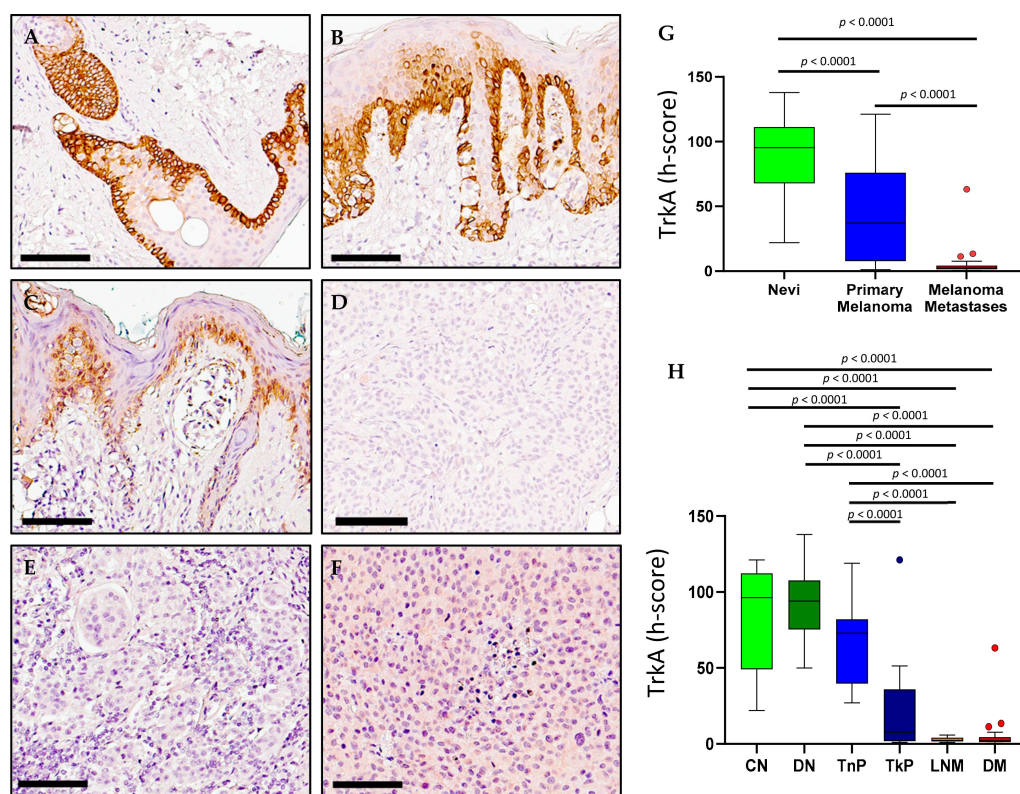 A
B
C
D
E
F
G
p < 0.0001
p < 0.0001
p < 0.0001
TrkA (h-score)
150
100
50
0
Nevi
Primary
Melanoma
Melanoma
Metastases
H
p < 0.0001
p < 0.0001
p < 0.0001
p < 0.0001
p < 0.0001
p < 0.0001
p < 0.0001
p < 0.0001
p < 0.0001
TrkA (h-score)
150
100
50
0
CN DN TnP TkP LNM DM